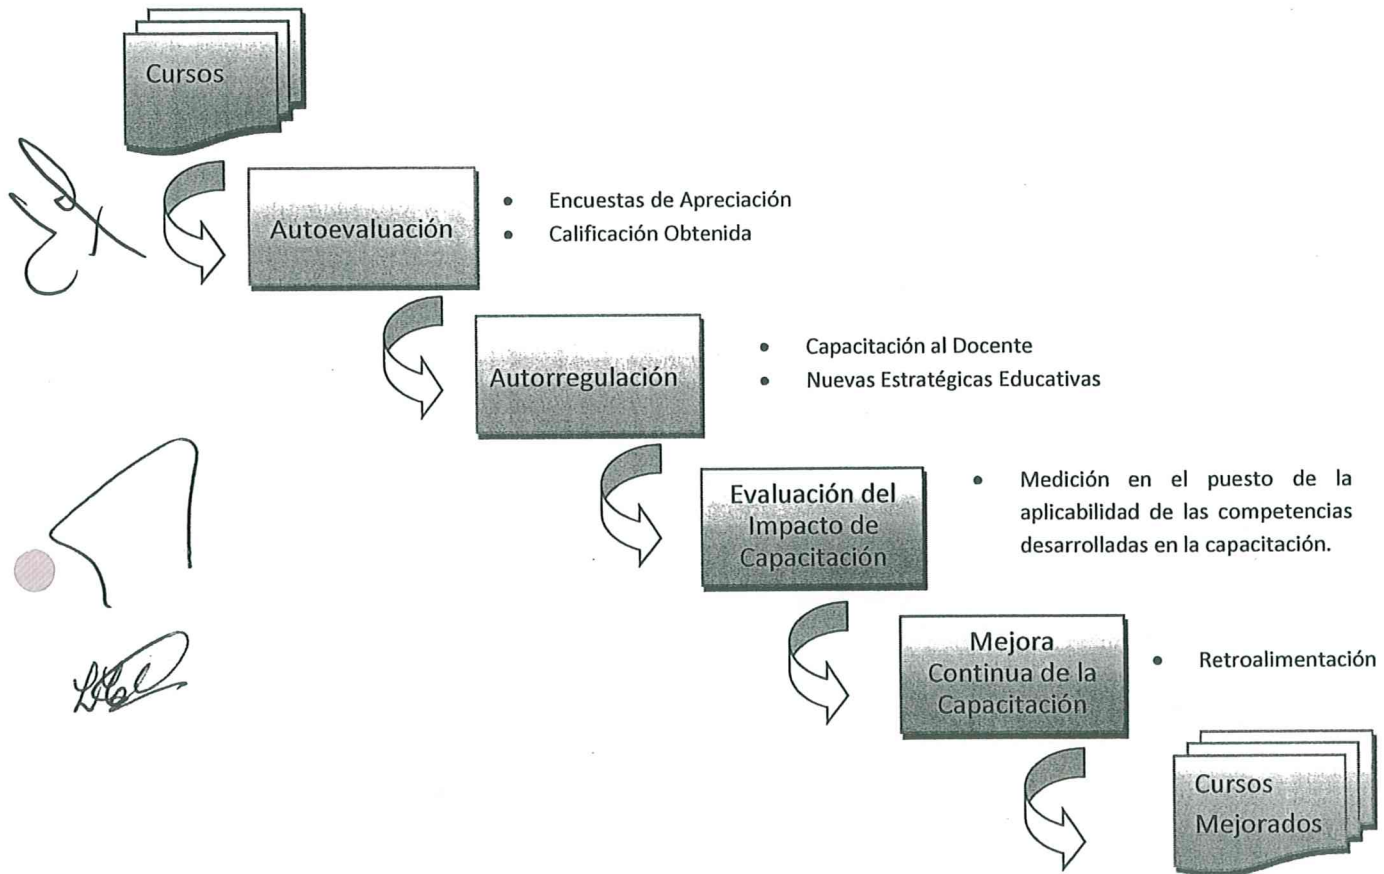 Cursos
Autoevaluación
• Encuestas de Apreciación
• Calificación Obtenida
Autorregulación
• Capacitación al Docente
• Nuevas Estratégicas Educativas
Evaluación del
Impacto de
Capacitación
• Medición en el puesto de la
aplicabilidad de las competencias
desarrolladas en la capacitación.
Mejora
Continua de la
Capacitación
• Retroalimentación
Cursos
Mejorados